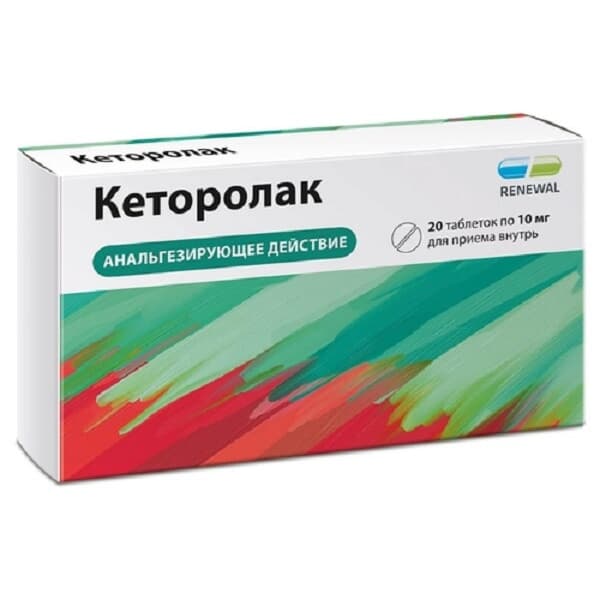 Кеторолак
Кеторолак
АНАЛЬГЕЗИРУЮЩЕЕ ДЕЙСТВИЕ
RENEWAL
20 таблеток по 10 мг
для приема внутрь